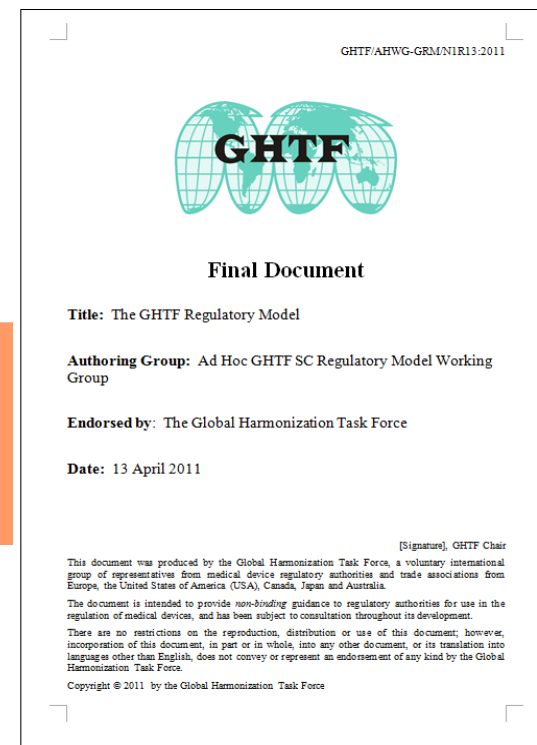 GHTF/AHWG-GRM/N1R13:2011
GHTF
Final Document
Title: The GHTF Regulatory Model
Authoring Group: Ad Hoc GHTF SC Regulatory Model Working
Group
Endorsed by: The Global Harmonization Task Force
Date: 13 April 2011
[Signature], GHTF Chair
This document was produced by the Global Harmonization Task Force, a voluntary international
group of representatives from medical device regulatory authorities and trade associations from
Europe, the United States of America (USA), Canada, Japan and Australia.
The document is intended to provide non-binding guidance to regulatory authorities for use in the
regulation of medical devices, and has been subject to consultation throughout its development.
There are no restrictions on the reproduction, distribution or use of this document; however,
incorporation of this document, in part or in whole, into any other document, or its translation into
languages other than English, does not convey or represent an endorsement of any kind by the Global
Harmonization Task Force.
Copyright © 2011 by the Global Harmonization Task Force